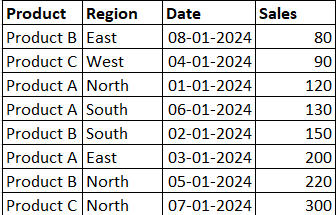 Product Region Date Sales
Product B East 08-01-2024 80
Product C West 04-01-2024 90
Product A North 01-01-2024 120
Product A South 06-01-2024 130
Product B South 02-01-2024 150
Product A East 03-01-2024 200
Product B North 05-01-2024 220
Product C North 07-01-2024 300